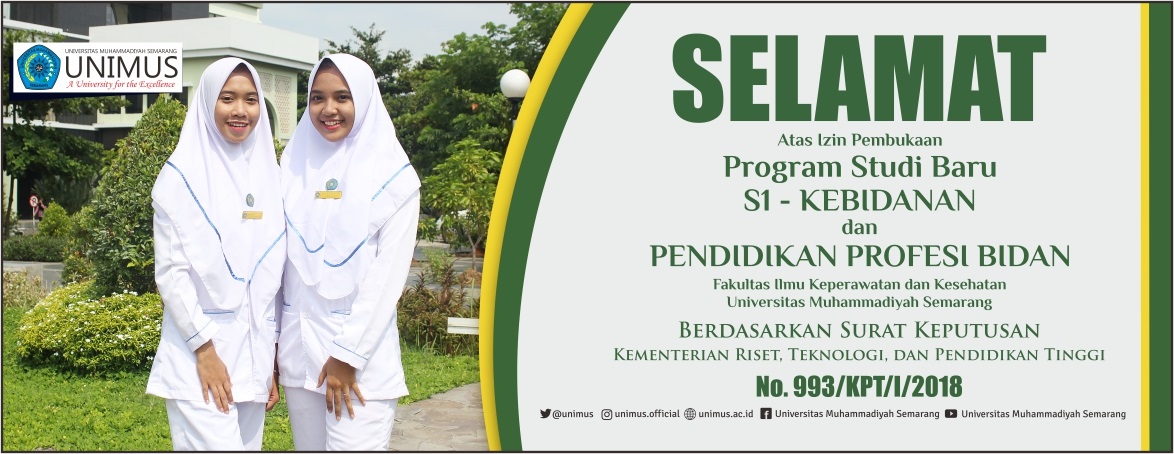 UNIVERSITAS MUHAMMADIYAH SEMARANG
UNIMUS
A University for the Excellence
SELAMAT
Atas Izin Pembukaan
Program Studi Baru
S1 - KEBIDANAN
dan
PENDIDIKAN PROFESI BIDAN
Fakultas Ilmu Keperawatan dan Kesehatan
Universitas Muhammadiyah Semarang
BERDASARKAN SURAT KEPUTUSAN
KEMENTERIAN RISET, TEKNOLOGI, DAN PENDIDIKAN TINGGI
No. 993/KPT/I/2018
@unimus unimus.official unimus.ac.id Universitas Muhammadiyah Semarang Universitas Muhammadiyah Semarang